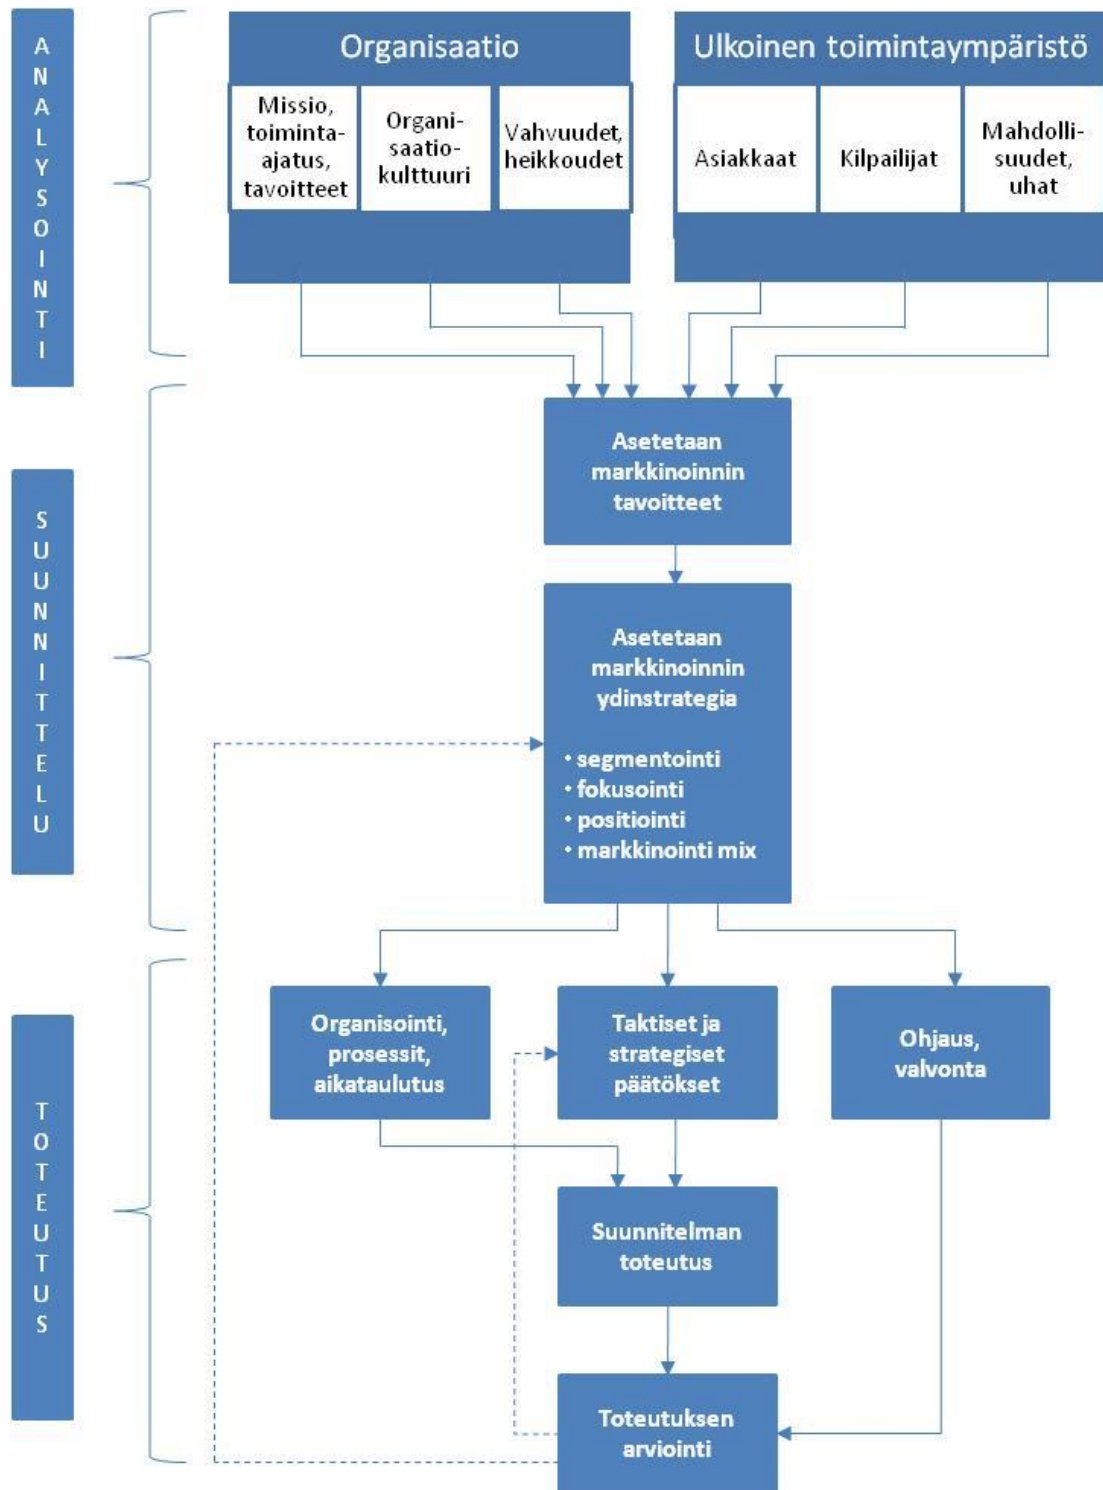 ANALYSOINTI
Organisaatio
Missio,
toiminta-
ajatus,
tavoitteet
Organi-
saatio-
kulttuuri
Vahvuudet,
heikkoudet
Ulkoinen toimintaympäristö
Asiakkaat
Kilpailijat
Mahdolli-
suudet,
uhat
SUUNNITTELU
Asetetaan
markkinoinnin
tavoitteet
Asetetaan
markkinoinnin
ydinstrategia
• segmentointi
• fokusointi
• positiointi
• markkinointi mix
TOTEUTUS
Organisointi,
prosessit,
aikataulutus
Taktiset ja
strategiset
päätökset
Ohjaus,
valvonta
Suunnitelman
toteutus
Toteutuksen
arviointi